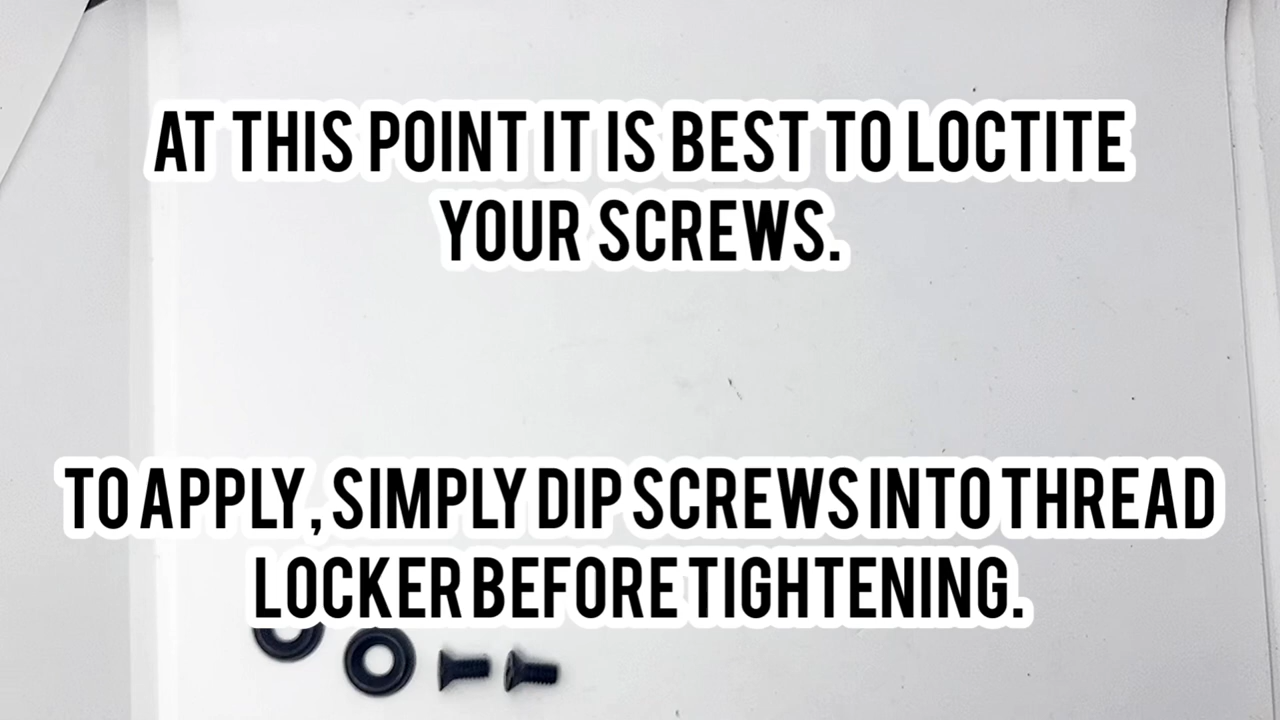 AT THIS POINT IT IS BEST TO LOCTITE
YOUR SCREWS.
TO APPLY, SIMPLY DIP SCREWS INTO THREAD
LOCKER BEFORE TIGHTENING.